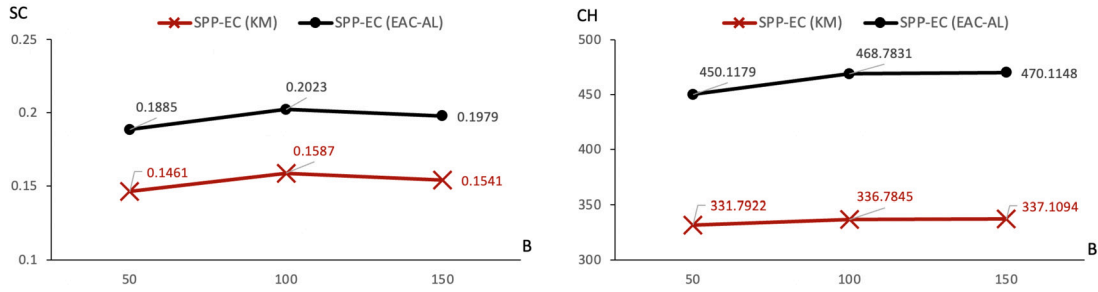 SC
SPP-EC (KM) SPP-EC (EAC-AL)
0.25
0.2
0.15
0.1
0.1885
0.2023
0.1979
0.1461
0.1587
0.1541
B
50 100 150
CH
SPP-EC (KM) SPP-EC (EAC-AL)
500
450
400
350
300
450.1179
468.7831
470.1148
331.7922
336.7845
337.1094
B
50 100 150